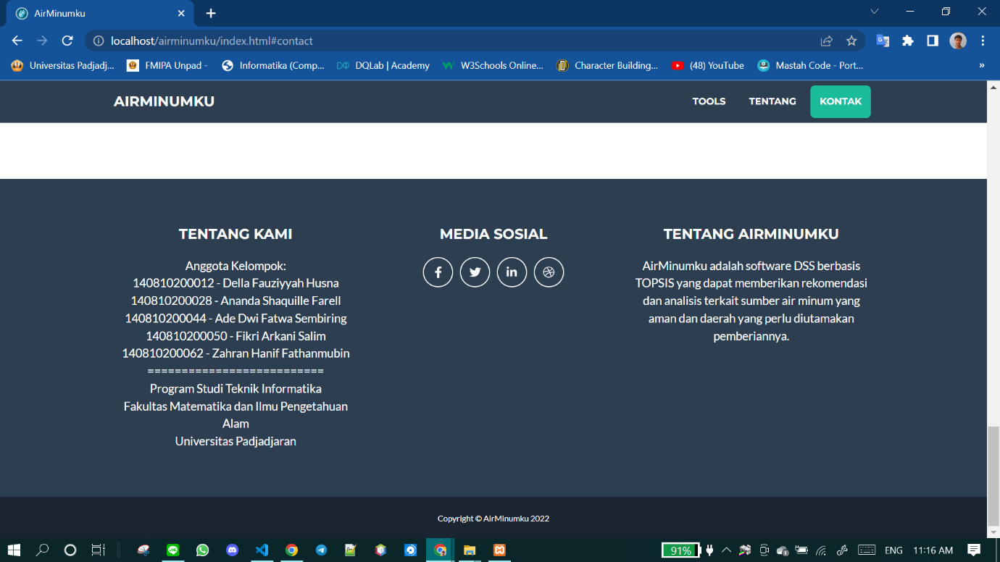 AirMinumku
localhost/airminumku/index.html#contact
Universitas Padjadj...
FMIPA Unpad -
Informatika (Comp...
DQLab | Academy
W3Schools Online...
Character Building...
(48) YouTube
Mastah Code - Port...
»
AIRMINUMKU
TOOLS
TENTANG
KONTAK
TENTANG KAMI
Anggota Kelompok:
140810200012 - Della Fauziyyah Husna
140810200028 - Ananda Shaquille Farell
140810200044 - Ade Dwi Fatwa Sembiring
140810200050 - Fikri Arkani Salim
140810200062 - Zahran Hanif Fathanmubin
==========================
Program Studi Teknik Informatika
Fakultas Matematika dan Ilmu Pengetahuan
Alam
Universitas Padjadjaran
MEDIA SOSIAL
TENTANG AIRMINUMKU
AirMinumku adalah software DSS berbasis
TOPSIS yang dapat memberikan rekomendasi
dan analisis terkait sumber air minum yang
aman dan daerah yang perlu diutamakan
pemberiannya.
Copyright © AirMinumku 2022
91%
ENG
11:16 AM